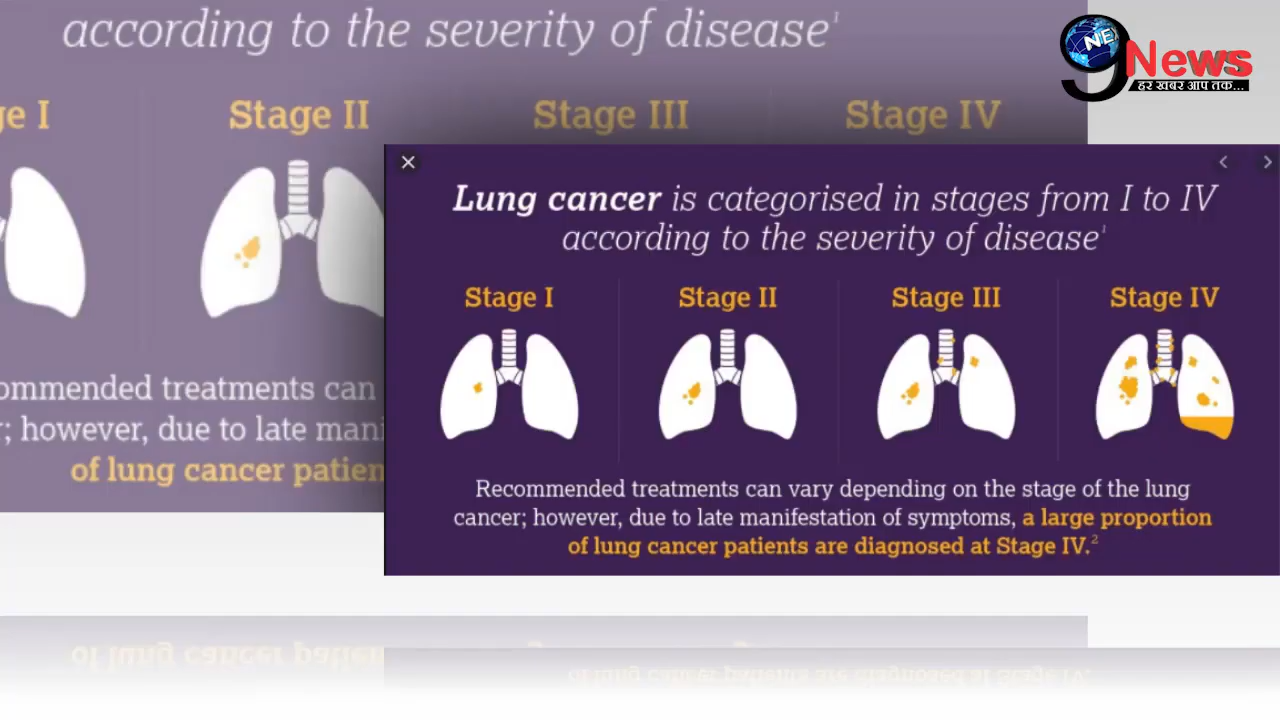 according to the severity of disease¹
ge I
Stage II
Stage III
Stage IV
NE
9 News
हर खबर आप तक...
Lung cancer is categorised in stages from I to IV
according to the severity of disease¹
Stage I
Stage II
Stage III
Stage IV
ommended treatments can
; however, due to late mani
of lung cancer patien
Recommended treatments can vary depending on the stage of the lung
cancer; however, due to late manifestation of symptoms, a large proportion
of lung cancer patients are diagnosed at Stage IV.²